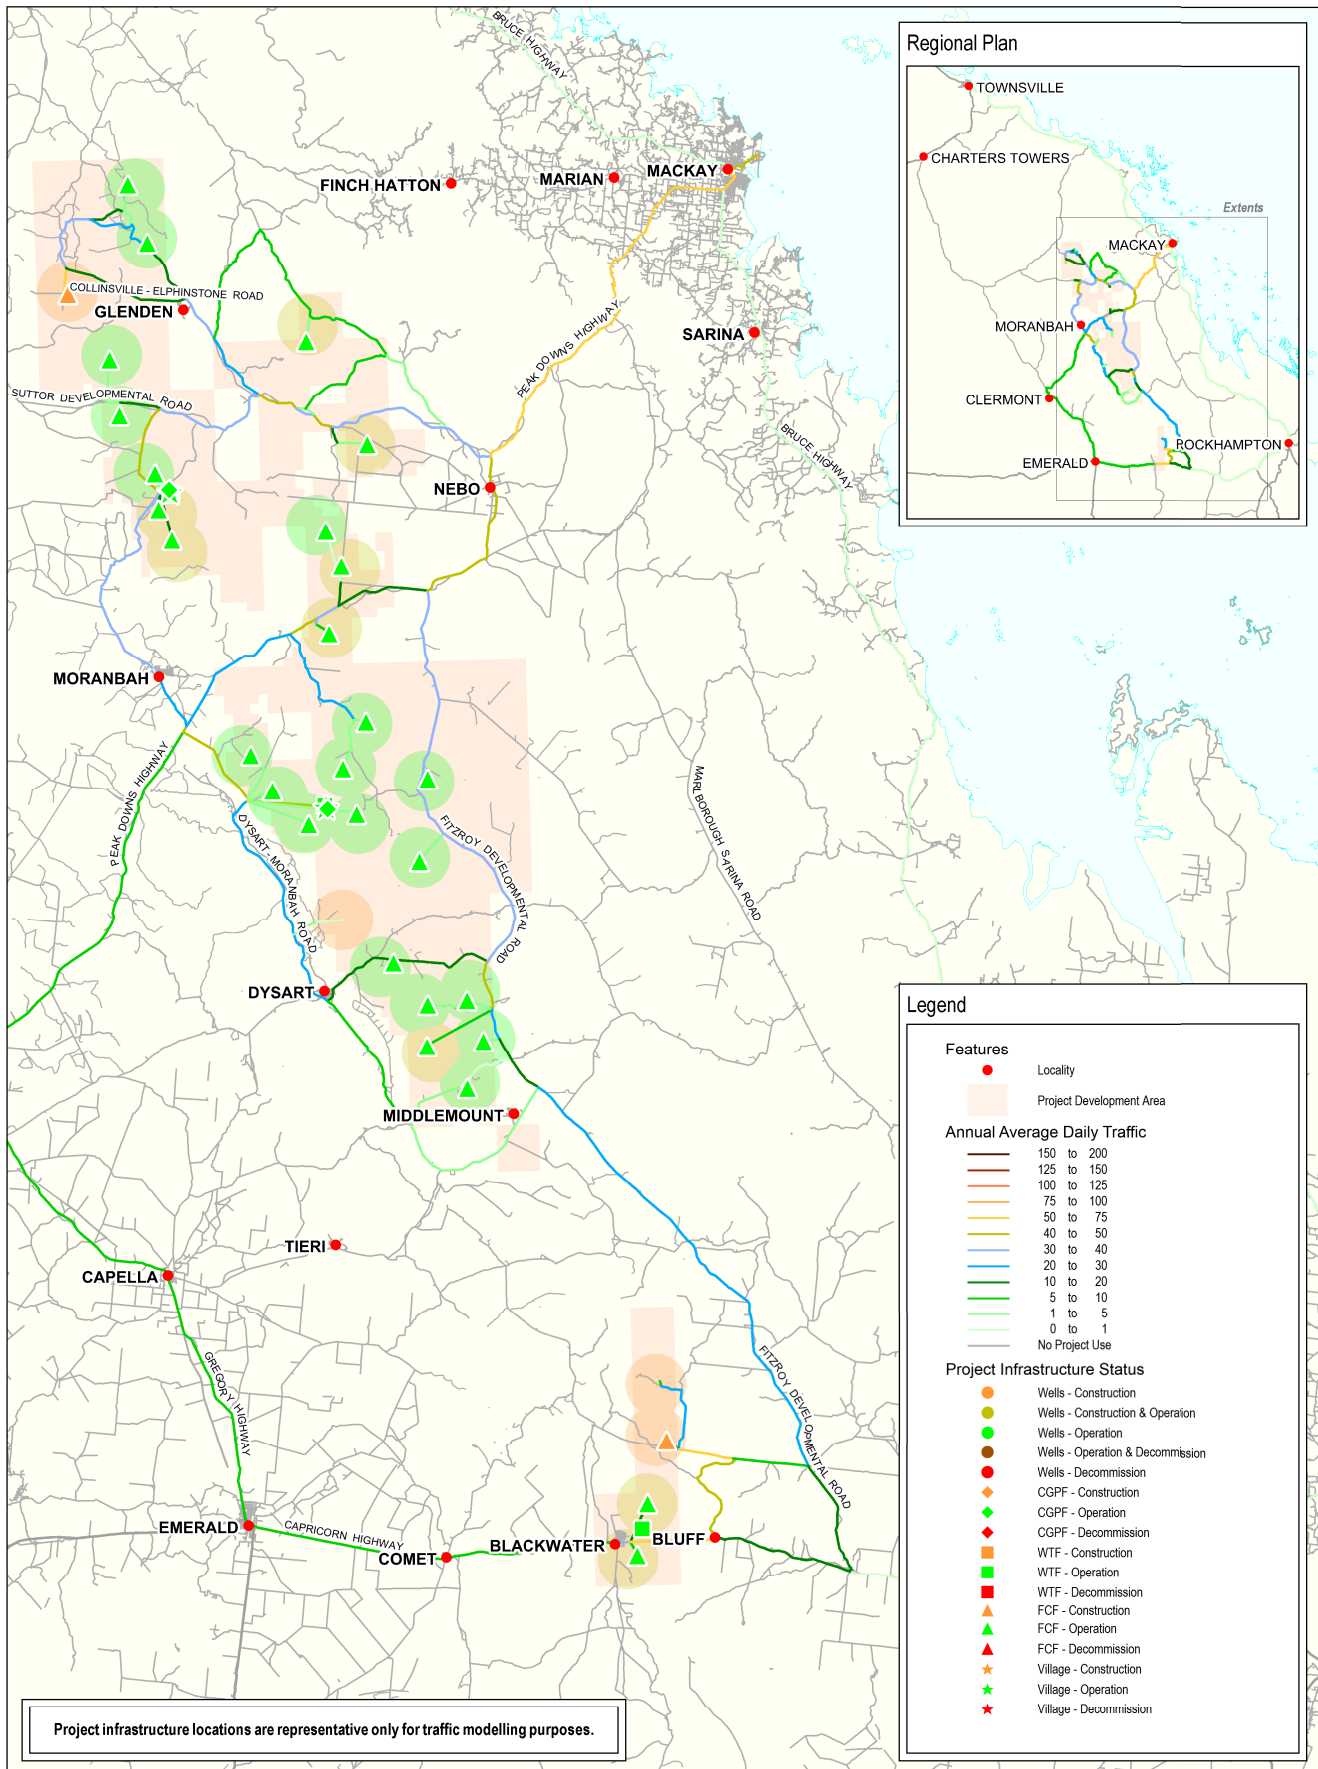 BRUCE HIGHWAY
FINCH HATTON
MARIAN
MACKAY
COLLINSVILLE - ELPHINSTONE ROAD
GLENDEN
SARINA
PEAK DOWNS HIGHWAY
SUTTOR DEVELOPMENTAL ROAD
BRUCE HIGHWAY
NEBO
MORANBAH
PEAK DOWNS HIGHWAY
DYSART - MORANBAH ROAD
FITZROY DEVELOPMENTAL ROAD
MARLBOROUGH SARINA ROAD
DYSART
MIDDLEMOUNT
TIERI
CAPELLA
GREGORY HIGHWAY
FITZROY DEVELOPMENTAL ROAD
EMERALD
CAPRICORN HIGHWAY
COMET
BLACKWATER
BLUFF
Project infrastructure locations are representative only for traffic modelling purposes.
Regional Plan
TOWNSVILLE
CHARTERS TOWERS
Extents
MACKAY
MORANBAH
CLERMONT
ROCKHAMPTON
EMERALD
Legend
Features
Locality
Project Development Area
Annual Average Daily Traffic
150 to 200
125 to 150
100 to 125
75 to 100
50 to 75
40 to 50
30 to 40
20 to 30
10 to 20
5 to 10
1 to 5
0 to 1
No Project Use
Project Infrastructure Status
Wells - Construction
Wells - Construction & Operation
Wells - Operation
Wells - Operation & Decommission
Wells - Decommission
CGPF - Construction
CGPF - Operation
CGPF - Decommission
WTF - Construction
WTF - Operation
WTF - Decommission
FCF - Construction
FCF - Operation
FCF - Decommission
Village - Construction
Village - Operation
Village - Decommission